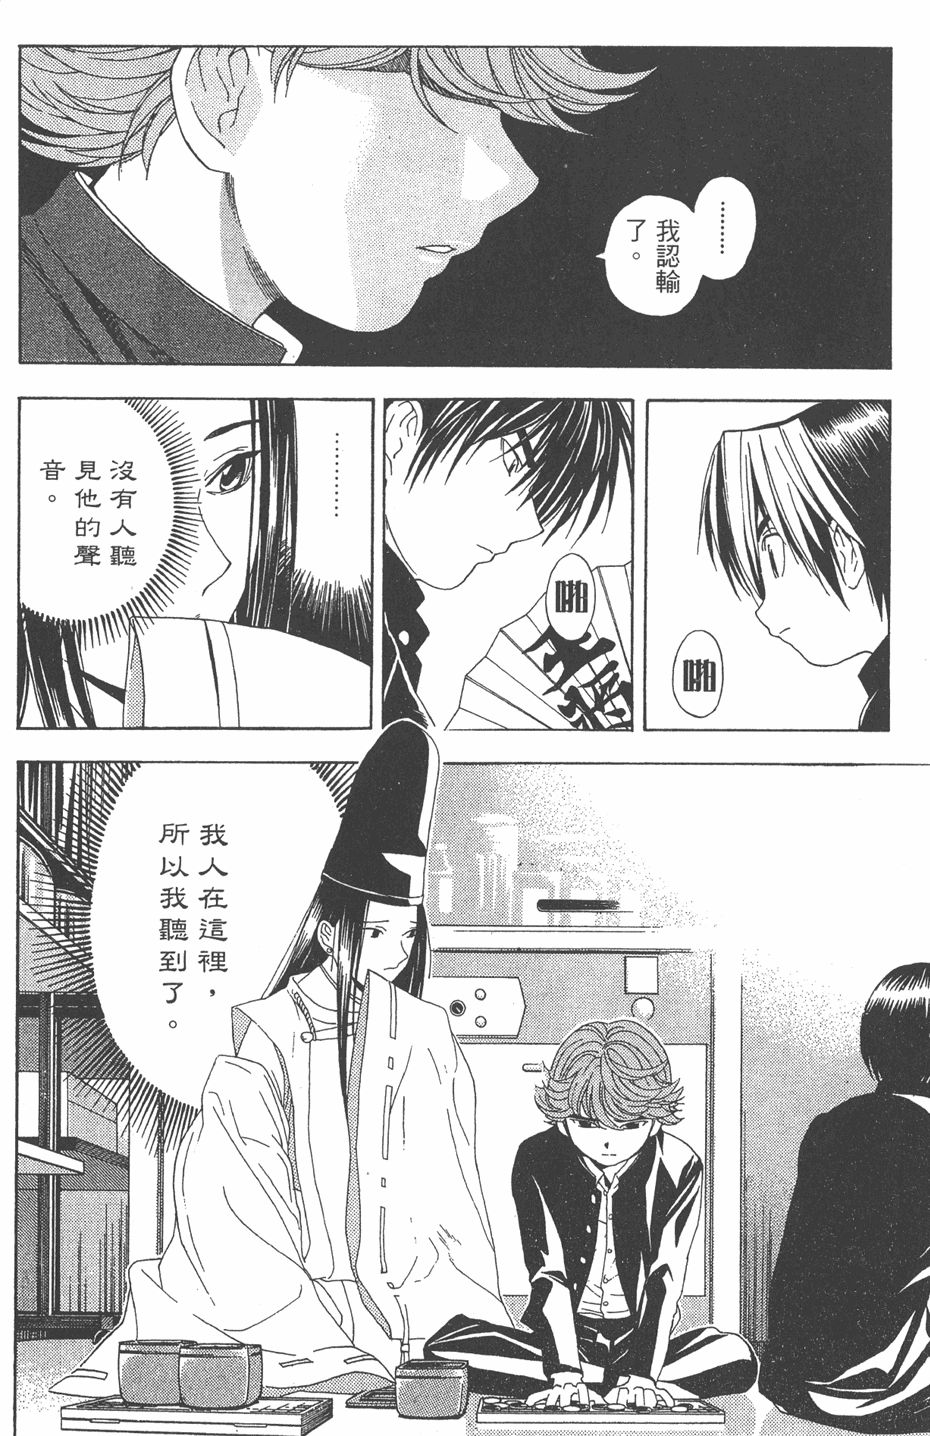 ………
我認輸
了。
啪
啪
………
沒有人聽
見他的聲
音。
我人在這裡，
所以我聽到了。